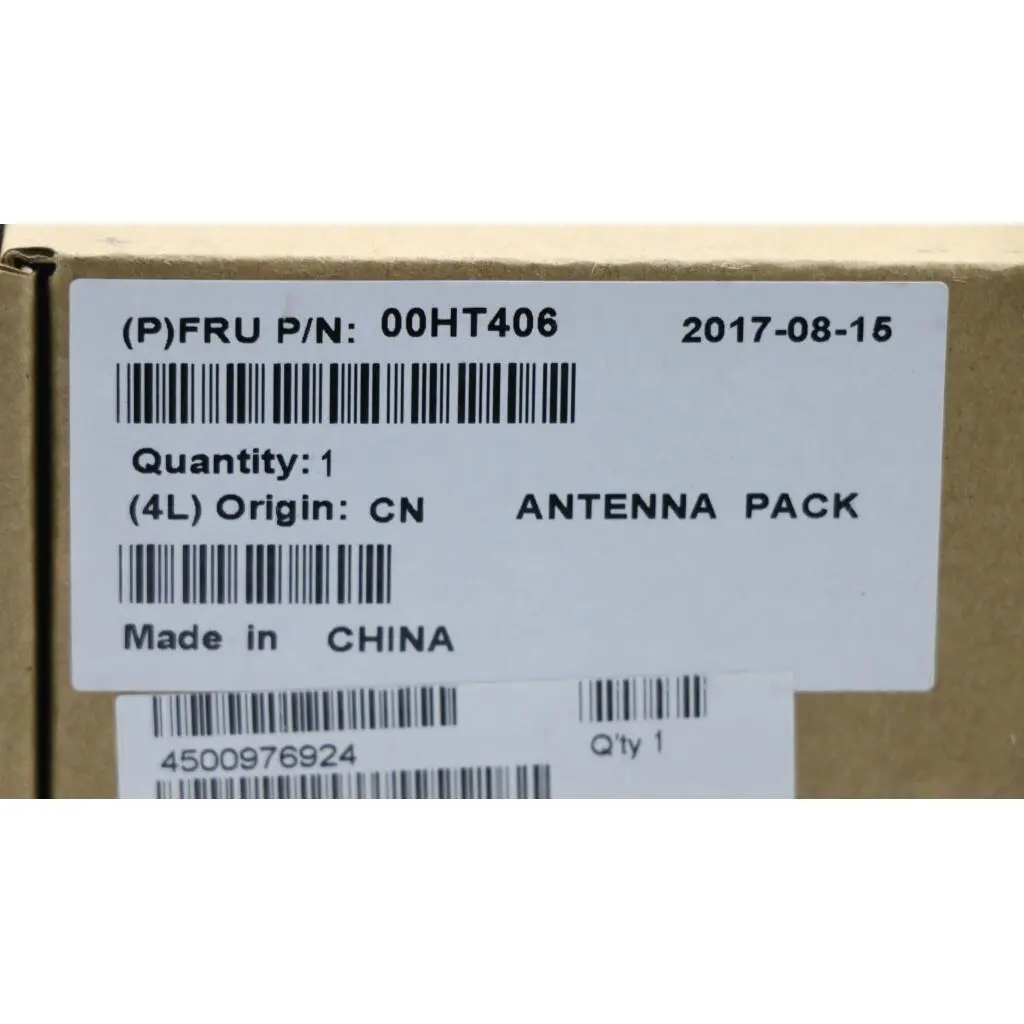 (P)FRU P/N: 00HT406 2017-08-15
Quantity: 1
(4L) Origin: CN ANTENNA PACK
Made in CHINA
4500976924 Q'ty 1